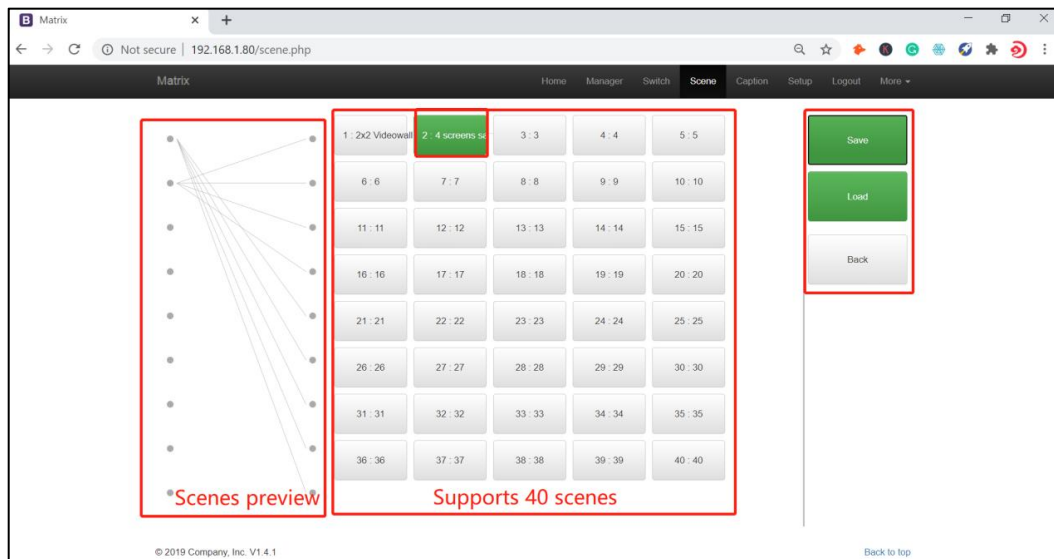 Matrix
Not secure | 192.168.1.80/scene.php
Matrix Home Manager Switch Scene Caption Setup Logout More
1 : 2x2 Videowall 2 : 4 screens sa 3 : 3 4 : 4 5 : 5 Save
6 : 6 7 : 7 8 : 8 9 : 9 10 : 10 Load
11 : 11 12 : 12 13 : 13 14 : 14 15 : 15 Back
16 : 16 17 : 17 18 : 18 19 : 19 20 : 20
21 : 21 22 : 22 23 : 23 24 : 24 25 : 25
26 : 26 27 : 27 28 : 28 29 : 29 30 : 30
31 : 31 32 : 32 33 : 33 34 : 34 35 : 35
36 : 36 37 : 37 38 : 38 39 : 39 40 : 40
Scenes preview Supports 40 scenes
© 2019 Company, Inc. V1.4.1 Back to top